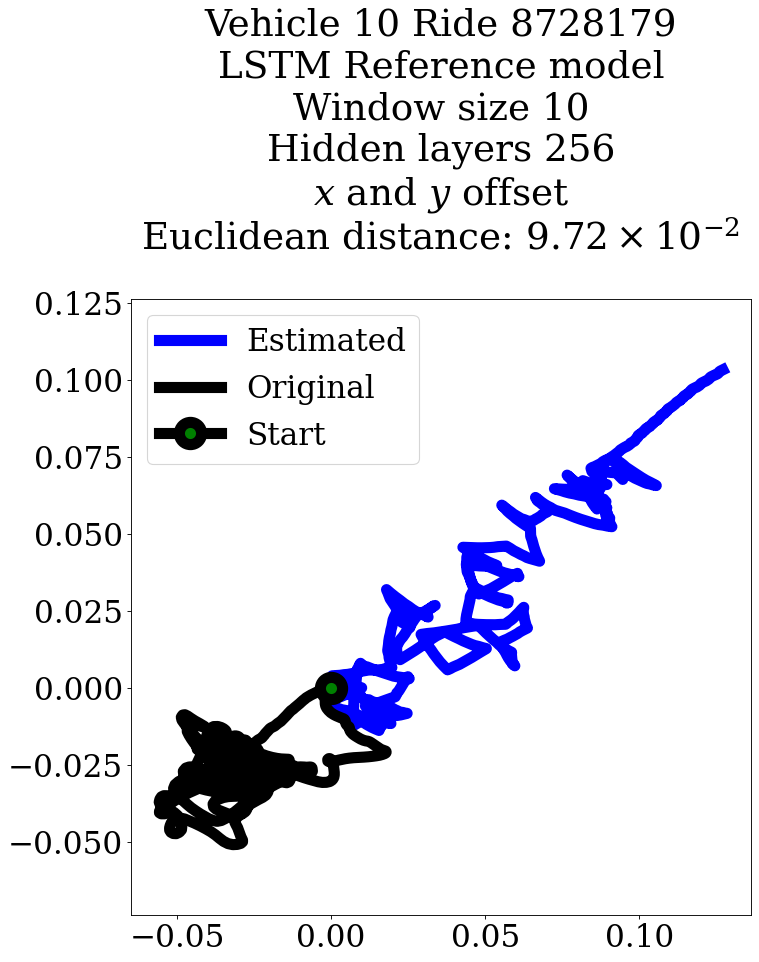 Vehicle 10 Ride 8728179
LSTM Reference model
Window size 10
Hidden layers 256
x and y offset
Euclidean distance: 9.72 × 10⁻²
0.125
0.100
0.075
0.050
0.025
0.000
−0.025
−0.050
Estimated
Original
Start
−0.05 0.00 0.05 0.10